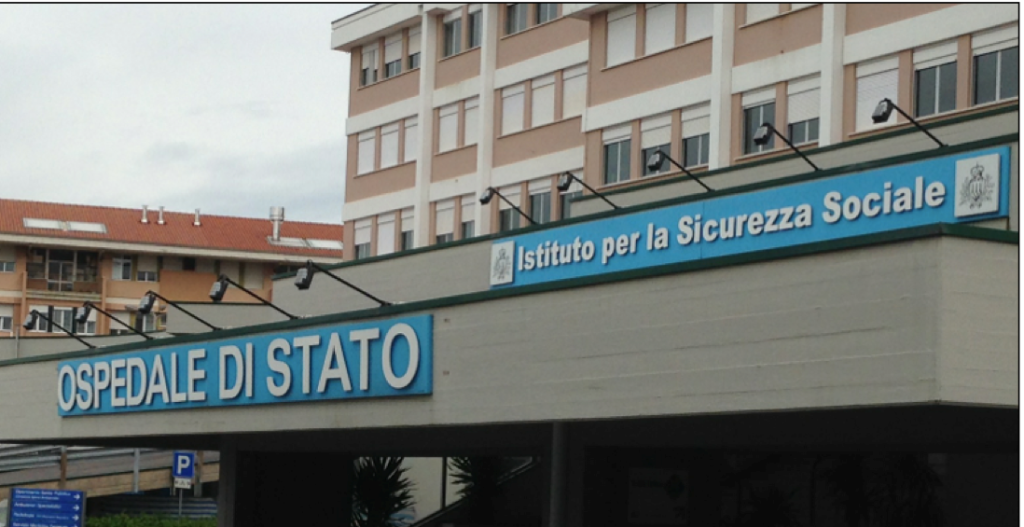 Istituto per la Sicurezza Sociale
OSPEDALE DI STATO
P